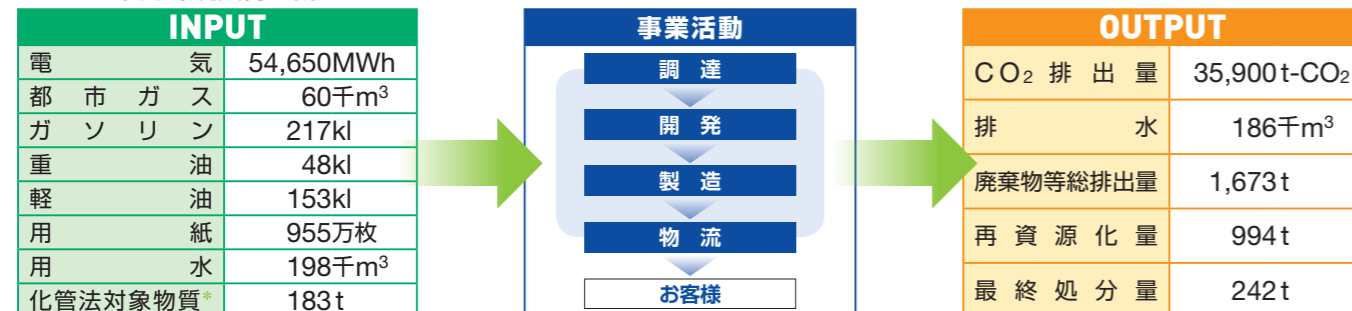 INPUT
電気 54,650MWh
都市ガス 60千m³
ガソリン 217kl
重油 48kl
軽油 153kl
用紙 955万枚
用水 198千m³
化管法対象物質* 183t
事業活動
調達
開発
製造
物流
お客様
OUTPUT
CO₂排出量 35,900t-CO₂
排水 186千m³
廃棄物等総排出量 1,673t
再資源化量 994t
最終処分量 242t